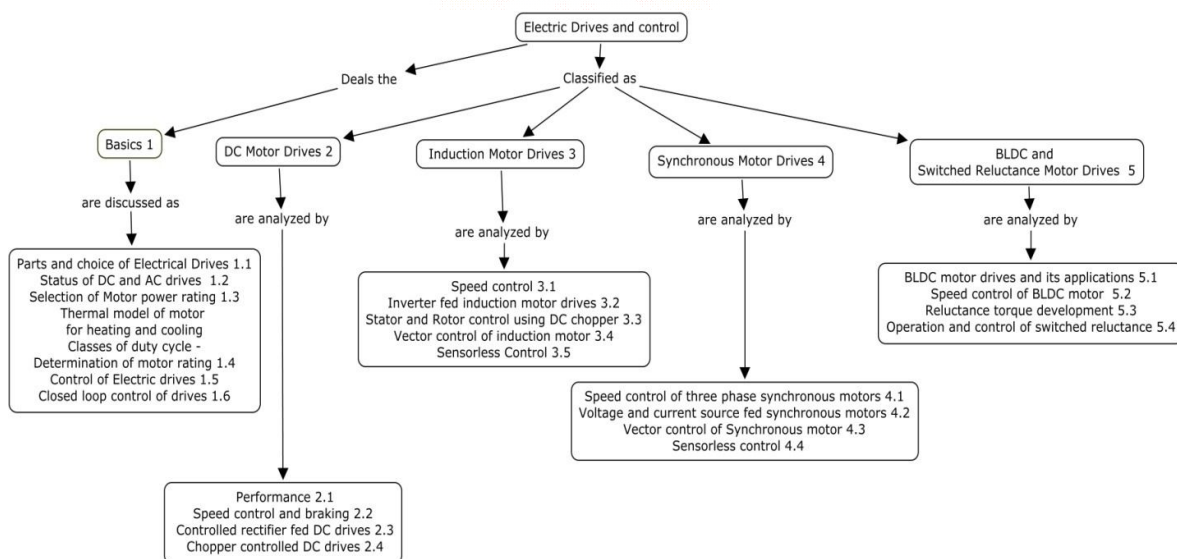 Electric Drives and control
Deals the
Classified as
Basics 1
DC Motor Drives 2
Induction Motor Drives 3
Synchronous Motor Drives 4
BLDC and
Switched Reluctance Motor Drives 5
are discussed as
are analyzed by
are analyzed by
are analyzed by
are analyzed by
Parts and choice of Electrical Drives 1.1
Status of DC and AC drives 1.2
Selection of Motor power rating 1.3
Thermal model of motor
for heating and cooling
Classes of duty cycle -
Determination of motor rating 1.4
Control of Electric drives 1.5
Closed loop control of drives 1.6
Performance 2.1
Speed control and braking 2.2
Controlled rectifier fed DC drives 2.3
Chopper controlled DC drives 2.4
Speed control 3.1
Inverter fed induction motor drives 3.2
Stator and Rotor control using DC chopper 3.3
Vector control of induction motor 3.4
Sensorless Control 3.5
Speed control of three phase synchronous motors 4.1
Voltage and current source fed synchronous motors 4.2
Vector control of Synchronous motor 4.3
Sensorless control 4.4
BLDC motor drives and its applications 5.1
Speed control of BLDC motor 5.2
Reluctance torque development 5.3
Operation and control of switched reluctance 5.4